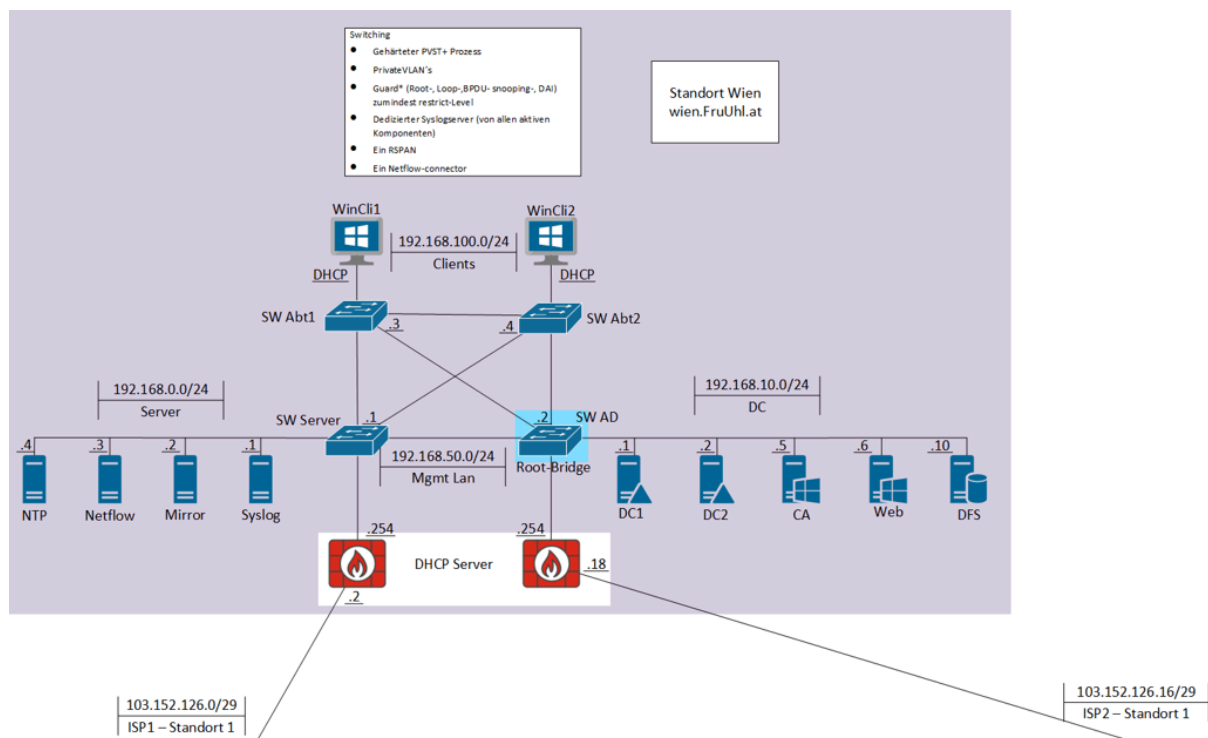 Switching
Gehärteter PVST+ Prozess
PrivateVLAN´s
Guard* (Root-, Loop-,BPDU- snooping-, DAI)
zumindest restrict-Level
Dedizierter Syslogserver (von allen aktiven
Komponenten)
Ein RSPAN
Ein Netflow-connector
Standort Wien
wien.FruUhl.at
WinCli1
WinCli2
192.168.100.0/24
Clients
DHCP
DHCP
SW Abt1
.3
.4
SW Abt2
192.168.0.0/24
Server
192.168.10.0/24
DC
SW Server
.1
.2
SW AD
Root-Bridge
192.168.50.0/24
Mgmt Lan
.4
.3
.2
.1
.1
.2
.5
.6
.10
NTP
Netflow
Mirror
Syslog
DC1
DC2
CA
Web
DFS
.254
.254
DHCP Server
.18
.2
103.152.126.0/29
ISP1 – Standort 1
103.152.126.16/29
ISP2 – Standort 1